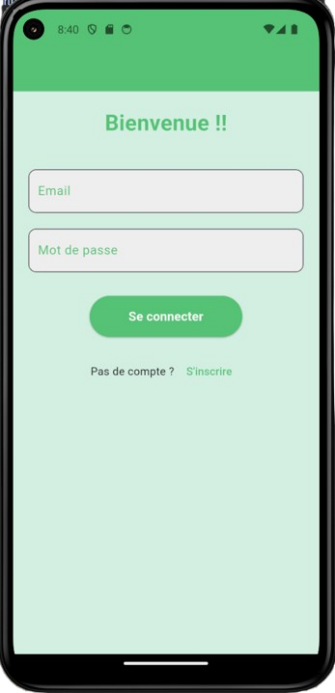 8:40
Bienvenue !!
Email
Mot de passe
Se connecter
Pas de compte ? S'inscrire